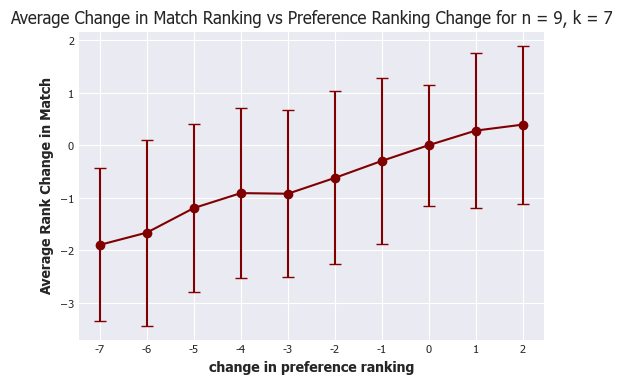 Average Change in Match Ranking vs Preference Ranking Change for n = 9, k = 7
Average Rank Change in Match
2
1
0
−1
−2
−3
-7 -6 -5 -4 -3 -2 -1 0 1 2
change in preference ranking